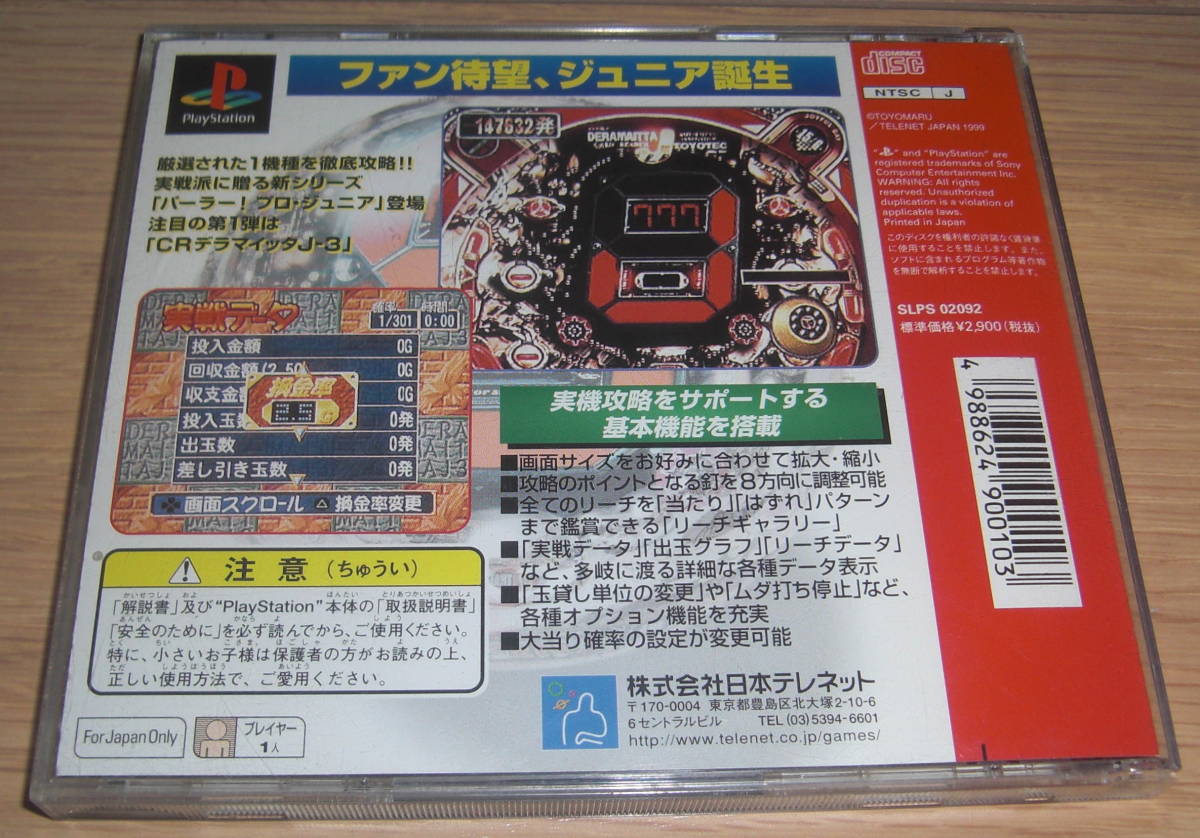 PlayStation
ファン待望、ジュニア誕生
厳選された1機種を徹底攻略!!
実戦派に贈る新シリーズ
「パーラー！プロ・ジュニア」登場
注目の第1弾は
「CRデラマイッタJ-3」
147632発
DERAMAITTA
TOYOTEC
777
実戦データ
確率 時間
1/301 0:00
投入金額 0G
回収金額(2.50 0G
収支金額 0G
投入玉数 0発
出玉数 0発
差し引き玉数 0発
換金率
2.5
画面スクロール △ 換金率変更
実機攻略をサポートする
基本機能を搭載
■画面サイズをお好みに合わせて拡大・縮小
■攻略のポイントとなる釘を8方向に調整可能
■全てのリーチを「当たり」「はずれ」パターン
まで鑑賞できる「リーチギャラリー」
■「実戦データ」「出玉グラフ」「リーチデータ」
など、多岐に渡る詳細な各種データ表示
■「玉貸し単位の変更」や「ムダ打ち停止」など、
各種オプション機能を充実
■大当り確率の設定が変更可能
注意（ちゅうい）
「解説書」及び“PlayStation”本体の「取扱説明書」
「安全のために」を必ず読んでから、ご使用ください。
特に、小さいお子様は保護者の方がお読みの上、
正しい使用方法で、ご愛用ください。
For Japan Only
プレイヤー
1人
株式会社日本テレネット
〒170-0004 東京都豊島区北大塚2-10-6
6セントラルビル TEL (03) 5394-6601
http://www.telenet.co.jp/games/
COMPACT
disc
NTSC J
©TOYOMARU
/ TELENET JAPAN 1999
" " and "PlayStation" are
registered trademarks of Sony
Computer Entertainment Inc.
WARNING: All rights
reserved. Unauthorized
duplication is a violation of
applicable laws.
Printed in Japan
このディスクを権利者の許諾なく賃貸業
に使用することを禁止します。また、
ソフトに含まれるプログラム等著作物
を無断で解析することを禁止します。
SLPS 02092
標準価格¥2,900(税抜)
4 988624 900103